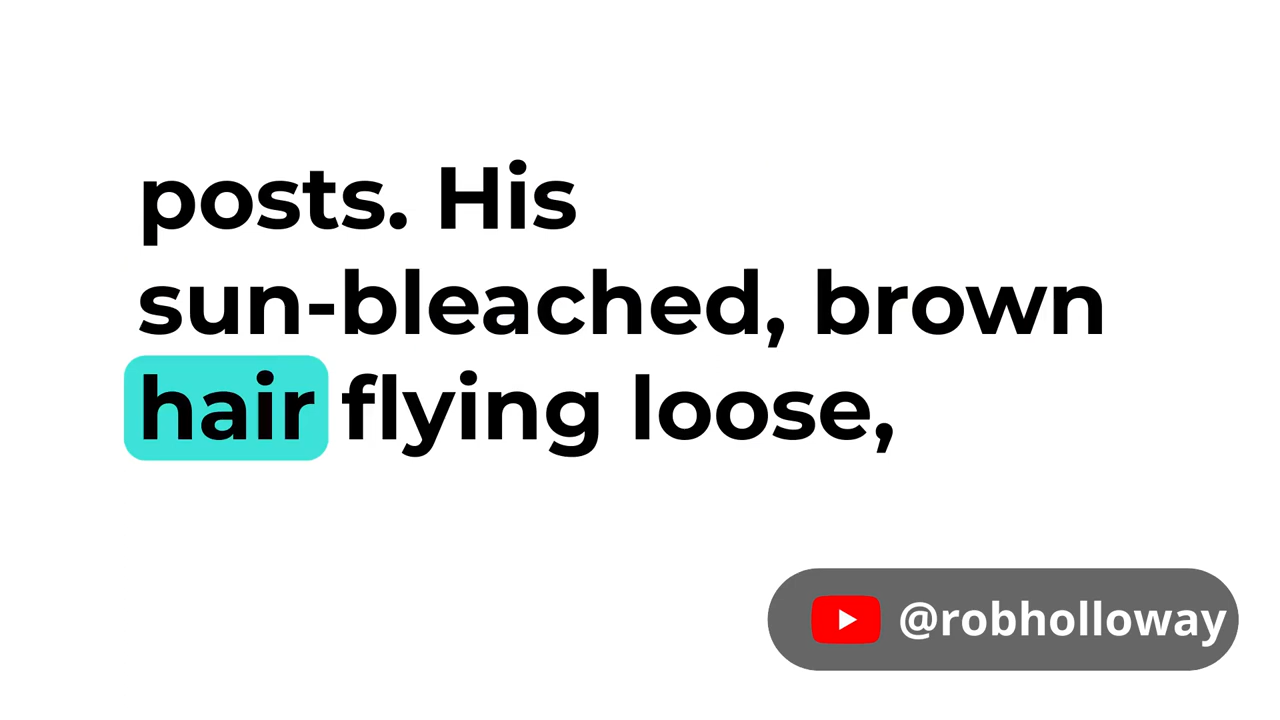 posts. His
sun-bleached, brown
hair flying loose,
@robholloway